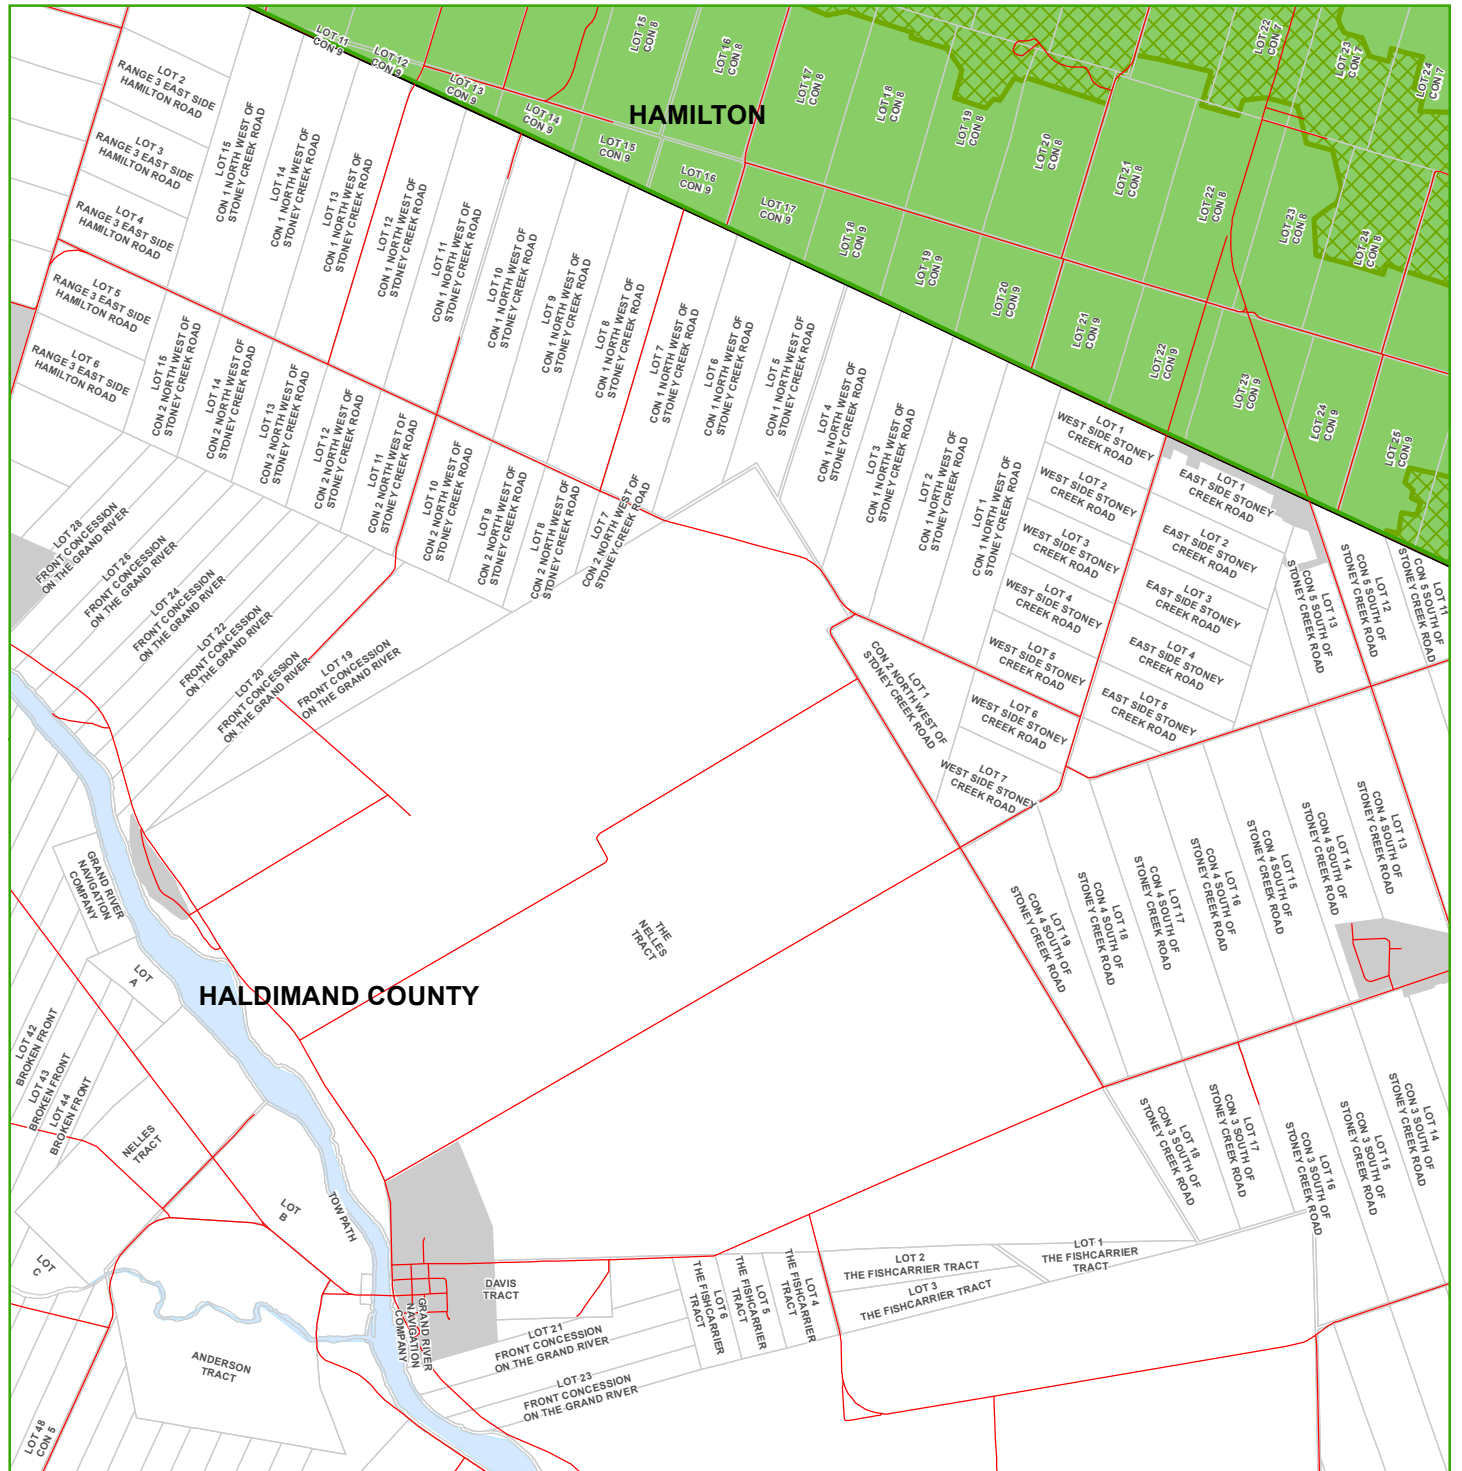 LOT 11
CON 9
LOT 12
CON 9
LOT 13
CON 9
LOT 14
CON 9
LOT 15
CON 9
LOT 16
CON 9
LOT 17
CON 9
LOT 18
CON 9
LOT 19
CON 9
LOT 20
CON 9
LOT 21
CON 9
LOT 22
CON 9
LOT 23
CON 9
LOT 24
CON 9
LOT 25
CON 9
LOT 15
CON 8
LOT 16
CON 8
LOT 17
CON 8
LOT 18
CON 8
LOT 19
CON 8
LOT 20
CON 8
LOT 21
CON 8
LOT 22
CON 8
LOT 23
CON 8
LOT 24
CON 8
LOT 22
CON 7
LOT 23
CON 7
LOT 24
CON 7
HAMILTON
LOT 2
RANGE 3 EAST SIDE
HAMILTON ROAD
LOT 3
RANGE 3 EAST SIDE
HAMILTON ROAD
LOT 4
RANGE 3 EAST SIDE
HAMILTON ROAD
LOT 5
RANGE 3 EAST SIDE
HAMILTON ROAD
LOT 6
RANGE 3 EAST SIDE
HAMILTON ROAD
LOT 15
CON 1 NORTH WEST OF
STONEY CREEK ROAD
LOT 14
CON 1 NORTH WEST OF
STONEY CREEK ROAD
LOT 13
CON 1 NORTH WEST OF
STONEY CREEK ROAD
LOT 12
CON 1 NORTH WEST OF
STONEY CREEK ROAD
LOT 11
CON 1 NORTH WEST OF
STONEY CREEK ROAD
LOT 10
CON 1 NORTH WEST OF
STONEY CREEK ROAD
LOT 9
CON 1 NORTH WEST OF
STONEY CREEK ROAD
LOT 8
CON 1 NORTH WEST OF
STONEY CREEK ROAD
LOT 7
CON 1 NORTH WEST OF
STONEY CREEK ROAD
LOT 6
CON 1 NORTH WEST OF
STONEY CREEK ROAD
LOT 5
CON 1 NORTH WEST OF
STONEY CREEK ROAD
LOT 4
CON 1 NORTH WEST OF
STONEY CREEK ROAD
LOT 3
CON 1 NORTH WEST OF
STONEY CREEK ROAD
LOT 2
CON 1 NORTH WEST OF
STONEY CREEK ROAD
LOT 1
CON 1 NORTH WEST OF
STONEY CREEK ROAD
LOT 15
CON 2 NORTH WEST OF
STONEY CREEK ROAD
LOT 14
CON 2 NORTH WEST OF
STONEY CREEK ROAD
LOT 13
CON 2 NORTH WEST OF
STONEY CREEK ROAD
LOT 12
CON 2 NORTH WEST OF
STONEY CREEK ROAD
LOT 11
CON 2 NORTH WEST OF
STONEY CREEK ROAD
LOT 10
CON 2 NORTH WEST OF
STONEY CREEK ROAD
LOT 9
CON 2 NORTH WEST OF
STONEY CREEK ROAD
LOT 8
CON 2 NORTH WEST OF
STONEY CREEK ROAD
LOT 7
CON 2 NORTH WEST OF
STONEY CREEK ROAD
LOT 1
CON 2 NORTH WEST OF
STONEY CREEK ROAD
LOT 1
WEST SIDE STONEY
CREEK ROAD
LOT 2
WEST SIDE STONEY
CREEK ROAD
LOT 3
WEST SIDE STONEY
CREEK ROAD
LOT 4
WEST SIDE STONEY
CREEK ROAD
LOT 5
WEST SIDE STONEY
CREEK ROAD
LOT 6
WEST SIDE STONEY
CREEK ROAD
LOT 7
WEST SIDE STONEY
CREEK ROAD
LOT 1
EAST SIDE STONEY
CREEK ROAD
LOT 2
EAST SIDE STONEY
CREEK ROAD
LOT 3
EAST SIDE STONEY
CREEK ROAD
LOT 4
EAST SIDE STONEY
CREEK ROAD
LOT 5
EAST SIDE STONEY
CREEK ROAD
LOT 13
CON 5 SOUTH OF
STONEY CREEK ROAD
LOT 12
CON 5 SOUTH OF
STONEY CREEK ROAD
LOT 11
CON 5 SOUTH OF
STONEY CREEK ROAD
LOT 28
FRONT CONCESSION
ON THE GRAND RIVER
LOT 26
FRONT CONCESSION
ON THE GRAND RIVER
LOT 24
FRONT CONCESSION
ON THE GRAND RIVER
LOT 22
FRONT CONCESSION
ON THE GRAND RIVER
LOT 20
FRONT CONCESSION
ON THE GRAND RIVER
LOT 19
FRONT CONCESSION
ON THE GRAND RIVER
LOT 19
CON 4 SOUTH OF
STONEY CREEK ROAD
LOT 18
CON 4 SOUTH OF
STONEY CREEK ROAD
LOT 17
CON 4 SOUTH OF
STONEY CREEK ROAD
LOT 16
CON 4 SOUTH OF
STONEY CREEK ROAD
LOT 15
CON 4 SOUTH OF
STONEY CREEK ROAD
LOT 14
CON 4 SOUTH OF
STONEY CREEK ROAD
LOT 13
CON 4 SOUTH OF
STONEY CREEK ROAD
THE
NELLES
TRACT
GRAND RIVER
NAVIGATION
COMPANY
LOT
A
HALDIMAND COUNTY
LOT 42
BROKEN FRONT
LOT 43
BROKEN FRONT
LOT 44
BROKEN FRONT
NELLES
TRACT
LOT
B
LOT
C
TOW PATH
LOT 18
CON 3 SOUTH OF
STONEY CREEK ROAD
LOT 17
CON 3 SOUTH OF
STONEY CREEK ROAD
LOT 16
CON 3 SOUTH OF
STONEY CREEK ROAD
LOT 15
CON 3 SOUTH OF
STONEY CREEK ROAD
LOT 14
CON 3 SOUTH OF
STONEY CREEK ROAD
LOT 1
THE FISHCARRIER
TRACT
LOT 2
THE FISHCARRIER TRACT
LOT 3
THE FISHCARRIER TRACT
LOT 4
THE FISHCARRIER
TRACT
LOT 5
THE FISHCARRIER
TRACT
LOT 6
THE FISHCARRIER
TRACT
DAVIS
TRACT
GRAND RIVER
NAVIGATION
COMPANY
LOT 21
FRONT CONCESSION
ON THE GRAND RIVER
LOT 23
FRONT CONCESSION
ON THE GRAND RIVER
ANDERSON
TRACT
LOT 48
CON 5